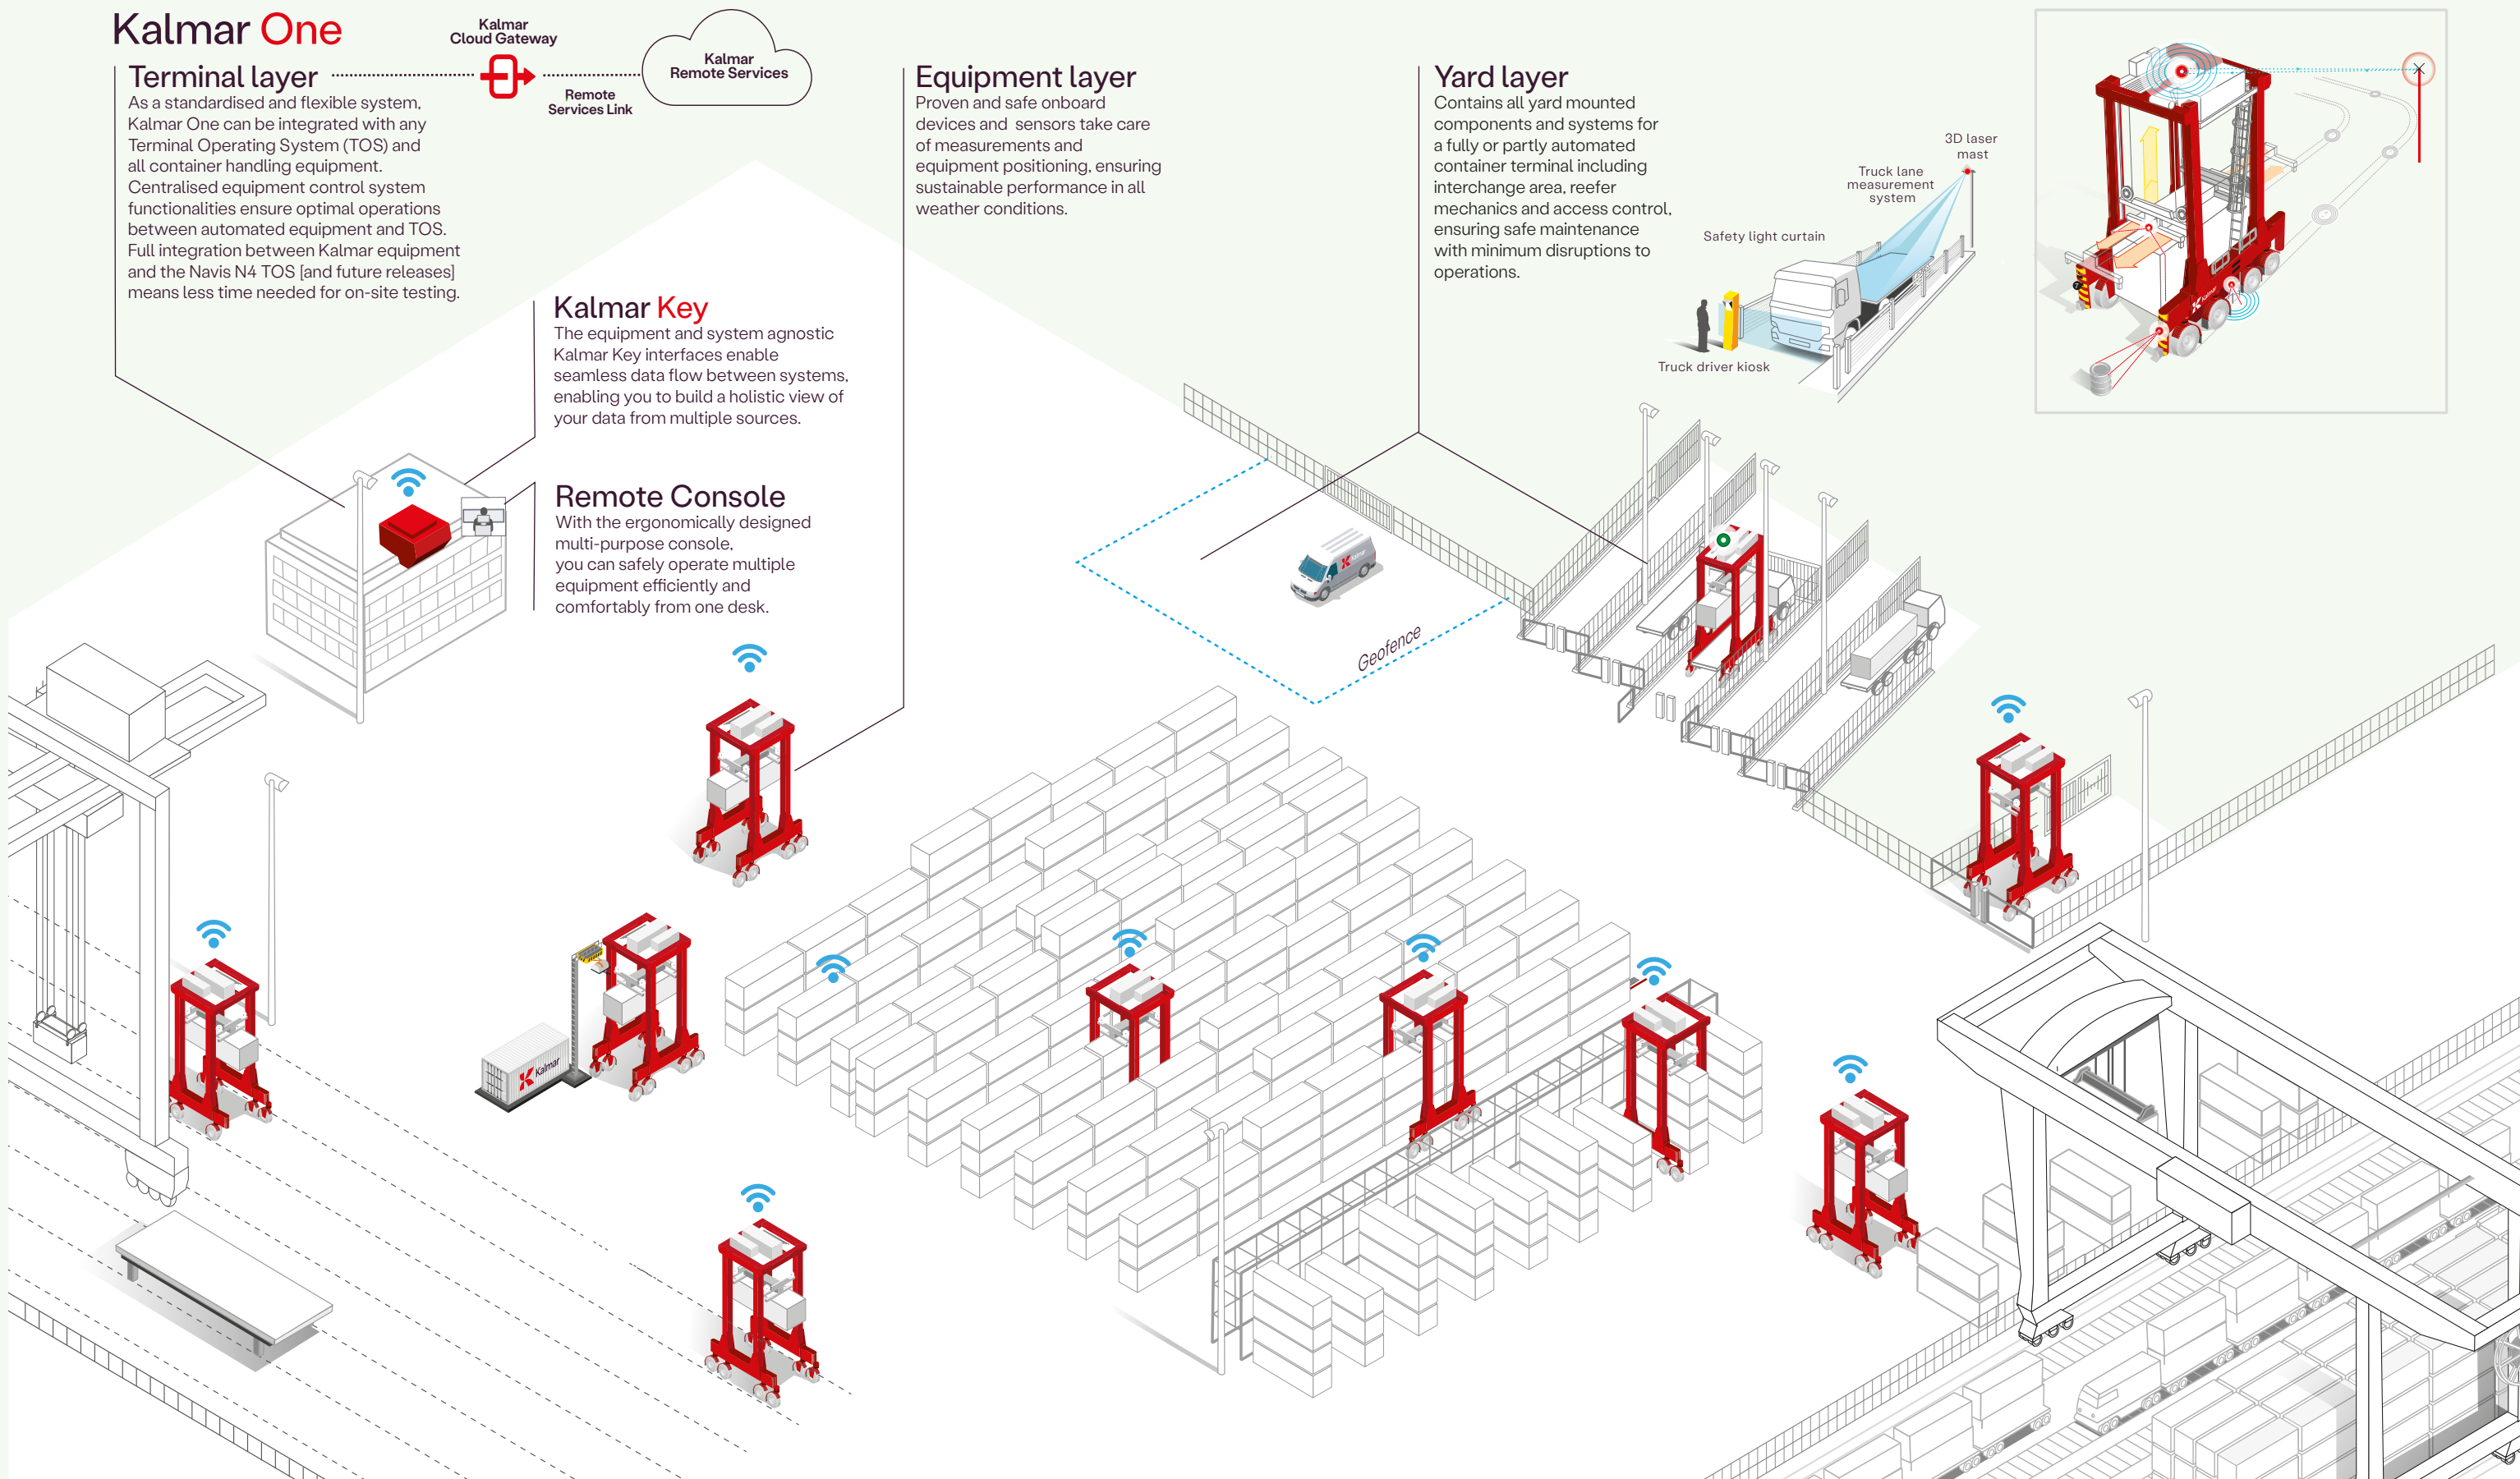 Kalmar One
Kalmar
Cloud Gateway
Remote
Services Link
Kalmar
Remote Services
Terminal layer
As a standardised and flexible system,
Kalmar One can be integrated with any
Terminal Operating System (TOS) and
all container handling equipment.
Centralised equipment control system
functionalities ensure optimal operations
between automated equipment and TOS.
Full integration between Kalmar equipment
and the Navis N4 TOS [and future releases]
means less time needed for on-site testing.
Kalmar Key
The equipment and system agnostic
Kalmar Key interfaces enable
seamless data flow between systems,
enabling you to build a holistic view of
your data from multiple sources.
Remote Console
With the ergonomically designed
multi-purpose console,
you can safely operate multiple
equipment efficiently and
comfortably from one desk.
Equipment layer
Proven and safe onboard
devices and sensors take care
of measurements and
equipment positioning, ensuring
sustainable performance in all
weather conditions.
Yard layer
Contains all yard mounted
components and systems for
a fully or partly automated
container terminal including
interchange area, reefer
mechanics and access control,
ensuring safe maintenance
with minimum disruptions to
operations.
3D laser
mast
Truck lane
measurement
system
Safety light curtain
Truck driver kiosk
Kalmar
Kalmar
Geofence
Kalmar